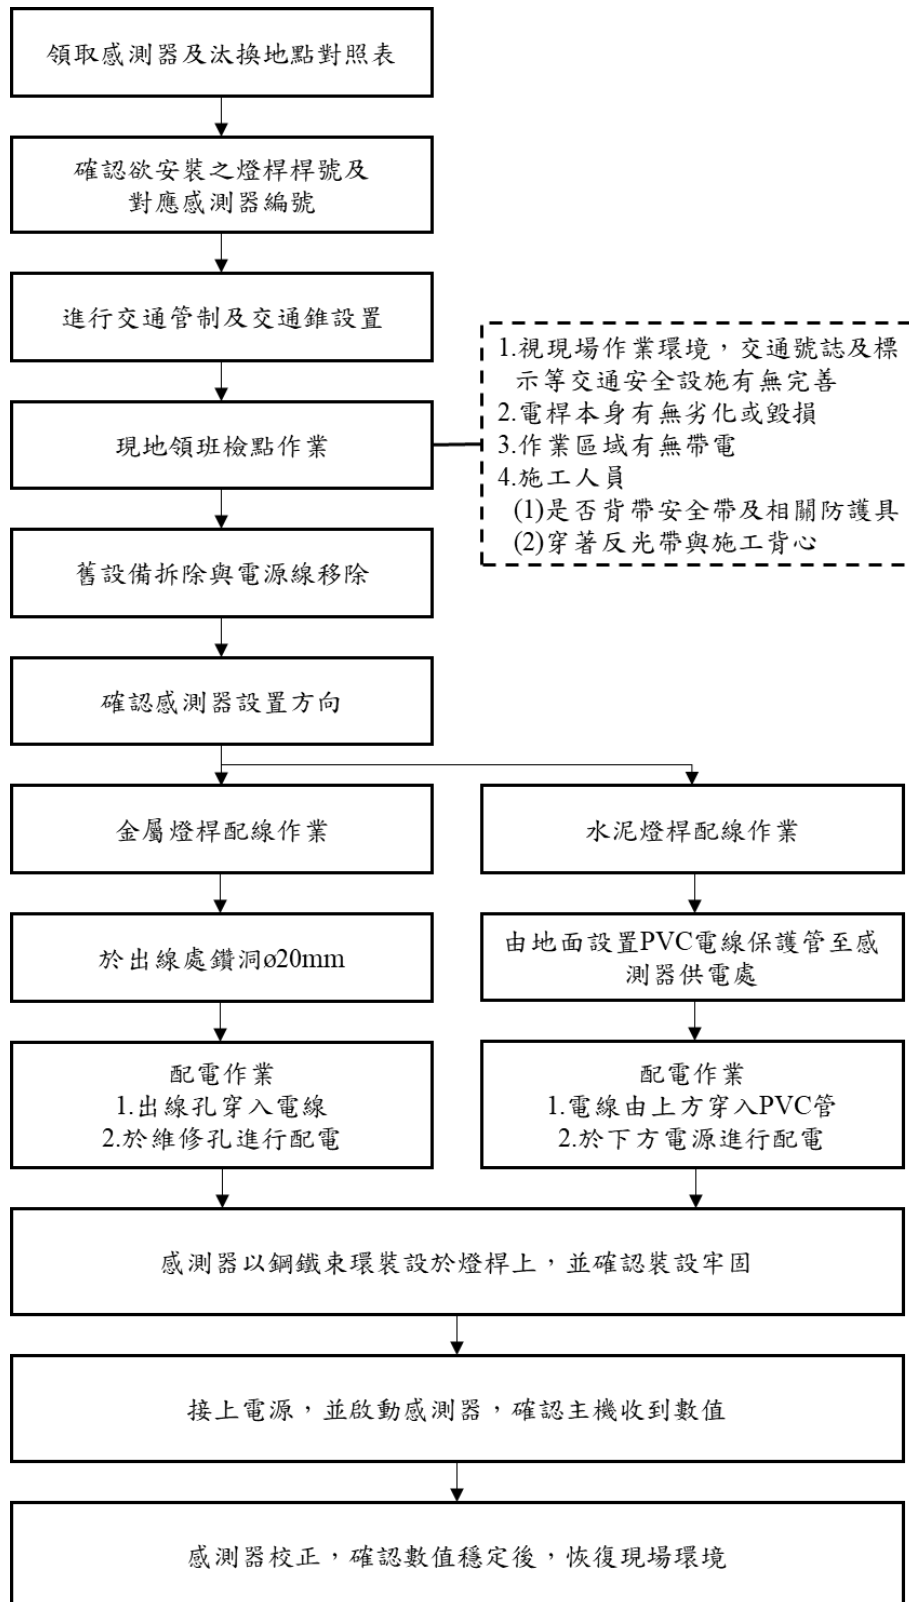 領取感測器及汰換地點對照表
確認欲安裝之燈桿桿號及
對應感測器編號
進行交通管制及交通錐設置
現地領班檢點作業
1.視現場作業環境，交通號誌及標
示等交通安全設施有無完善
2.電桿本身有無劣化或毀損
3.作業區域有無帶電
4.施工人員
(1)是否背帶安全帶及相關防護具
(2)穿著反光帶與施工背心
舊設備拆除與電源線移除
確認感測器設置方向
金屬燈桿配線作業
於出線處鑽洞ø20mm
配電作業
1.出線孔穿入電線
2.於維修孔進行配電
水泥燈桿配線作業
由地面設置PVC電線保護管至感
測器供電處
配電作業
1.電線由上方穿入PVC管
2.於下方電源進行配電
感測器以鋼鐵束環裝設於燈桿上，並確認裝設牢固
接上電源，並啟動感測器，確認主機收到數值
感測器校正，確認數值穩定後，恢復現場環境